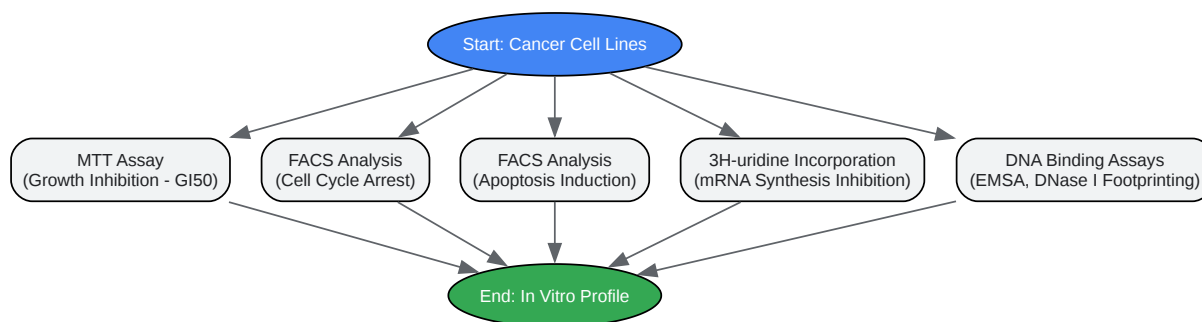 Start: Cancer Cell Lines
MTT Assay
(Growth Inhibition - GI50)
FACS Analysis
(Cell Cycle Arrest)
FACS Analysis
(Apoptosis Induction)
3H-uridine Incorporation
(mRNA Synthesis Inhibition)
DNA Binding Assays
(EMSA, DNase I Footprinting)
End: In Vitro Profile